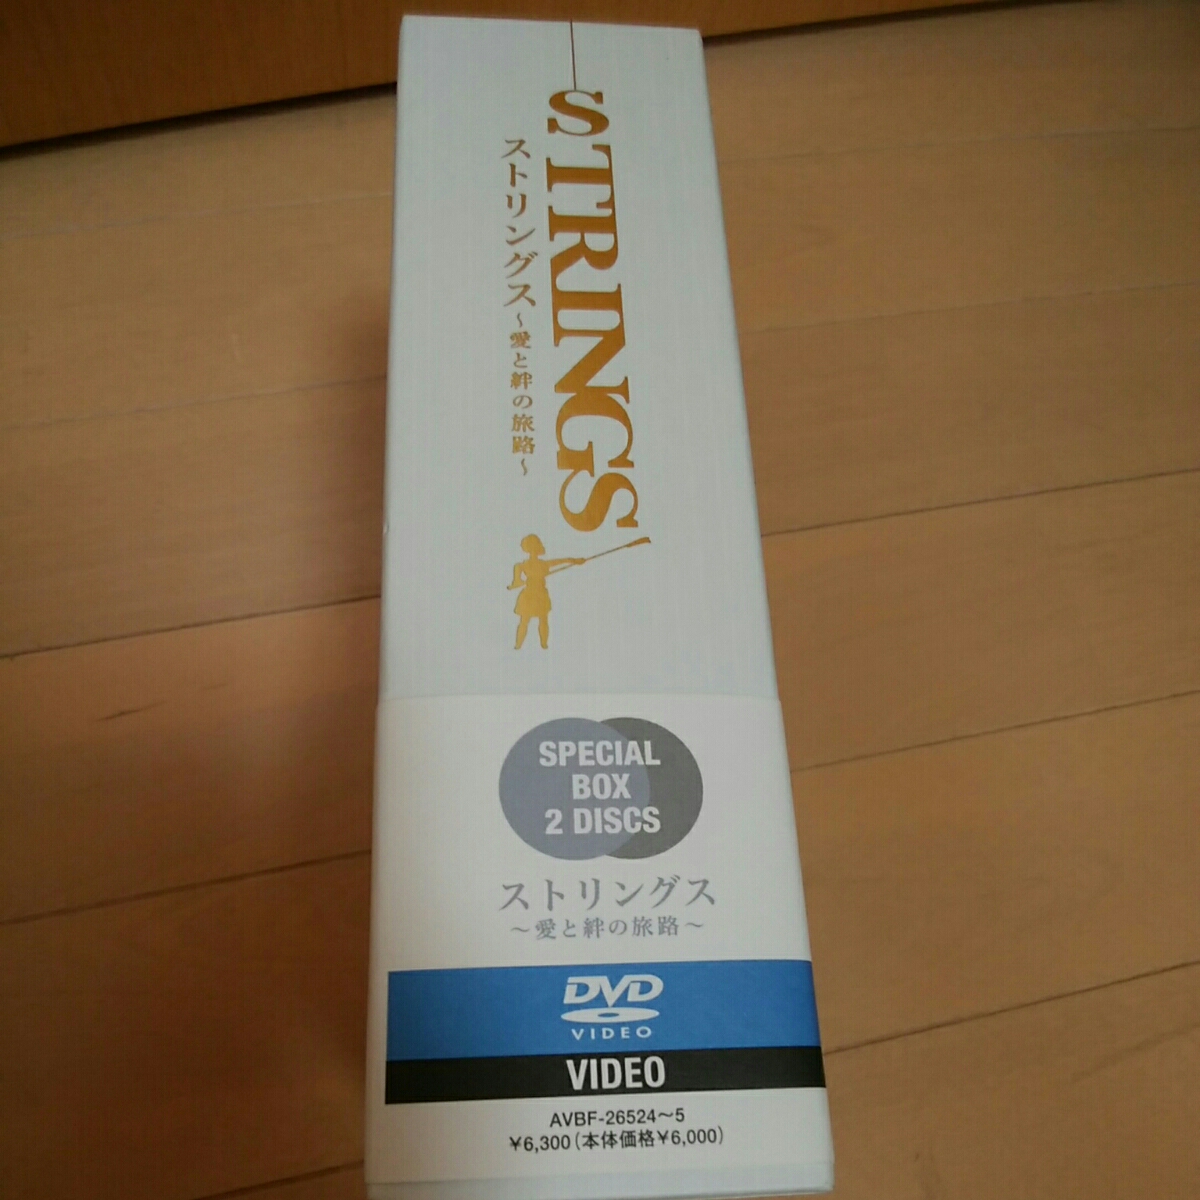 STRINGS
ストリングス～愛と絆の旅路～
SPECIAL
BOX
2 DISCS
ストリングス
～愛と絆の旅路～
DVD
VIDEO
VIDEO
AVBF-26524～5
¥6,300(本体価格¥6,000)